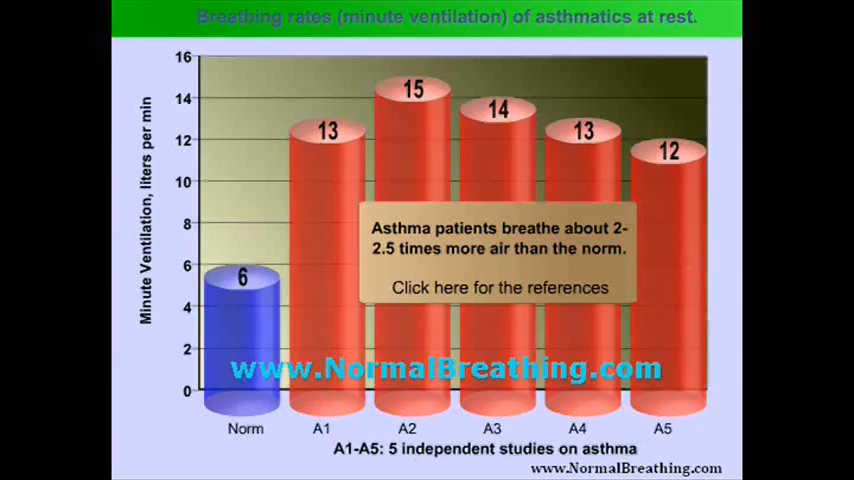 Breathing rates (minute ventilation) of asthmatics at rest.
Minute Ventilation, liters per min
16
14
12
10
8
6
4
2
0
6
13
15
14
13
12
Asthma patients breathe about 2-
2.5 times more air than the norm.
Click here for the references
www.NormalBreathing.com
Norm A1 A2 A3 A4 A5
A1-A5: 5 independent studies on asthma
www.NormalBreathing.com